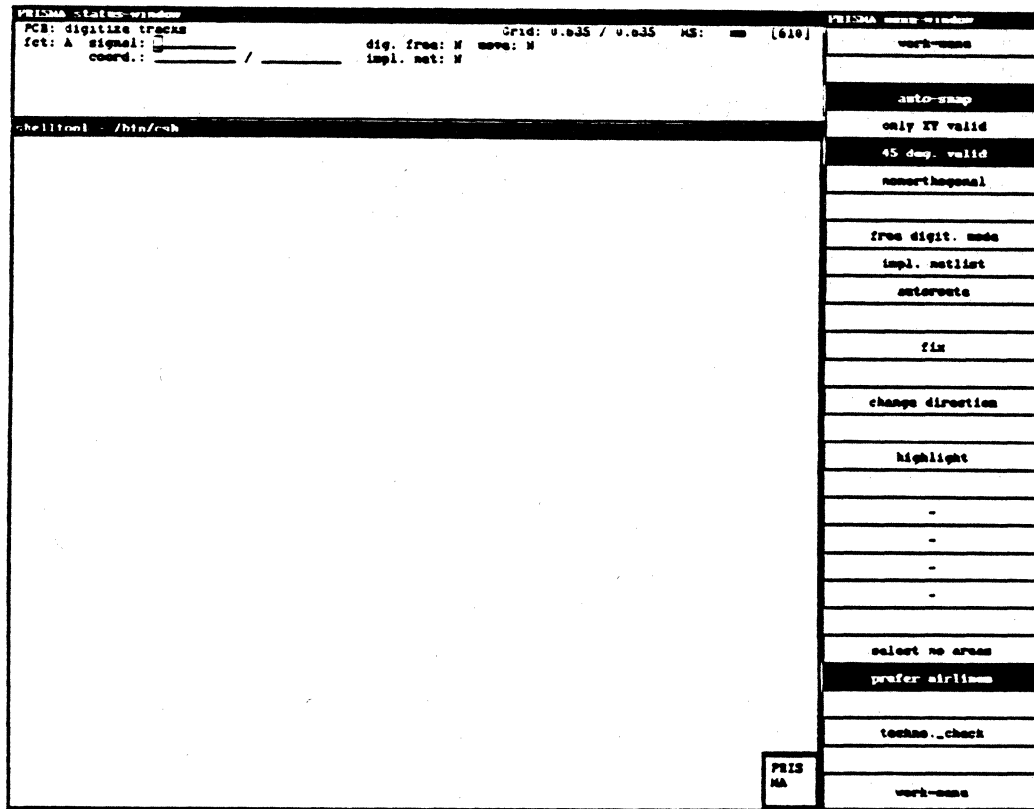 PRISMA status-window
PCB: digitize tracks Grid: 0.635 / 0.635 MS: mm [610]
fct: A signal: dig. free: N move: N
coord.: / impl. net: N
shelltool - /bin/csh
PRISMA menu-window
work-menu
auto-snap
only XY valid
45 deg. valid
nonorthogonal
free digit. mode
impl. netlist
autoroute
fix
change direction
highlight
-
-
-
-
select no areas
prefer airlines
techno._check
work-menu
PRIS
MA